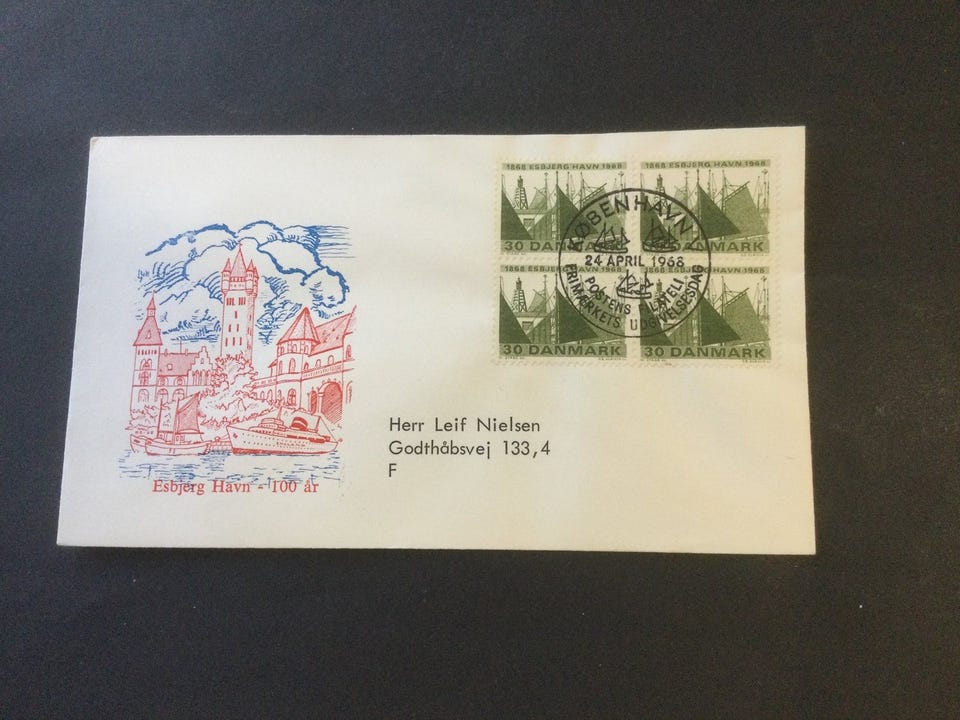 1868 ESBJERG HAVN 1968
30 DANMARK
1868 ESBJERG HAVN 1968
DANMARK
1868 ESBJERG HAVN 1968
30 DANMARK
1868 ESBJERG HAVN 1968
30 DANMARK
KØBENHAVN
24 APRIL 1968
POSTENS FILATELI
FRIMÆRKETS UDGIVELSESDAG
Herr Leif Nielsen
Godthåbsvej 133,4
F
Esbjerg Havn - 100 år